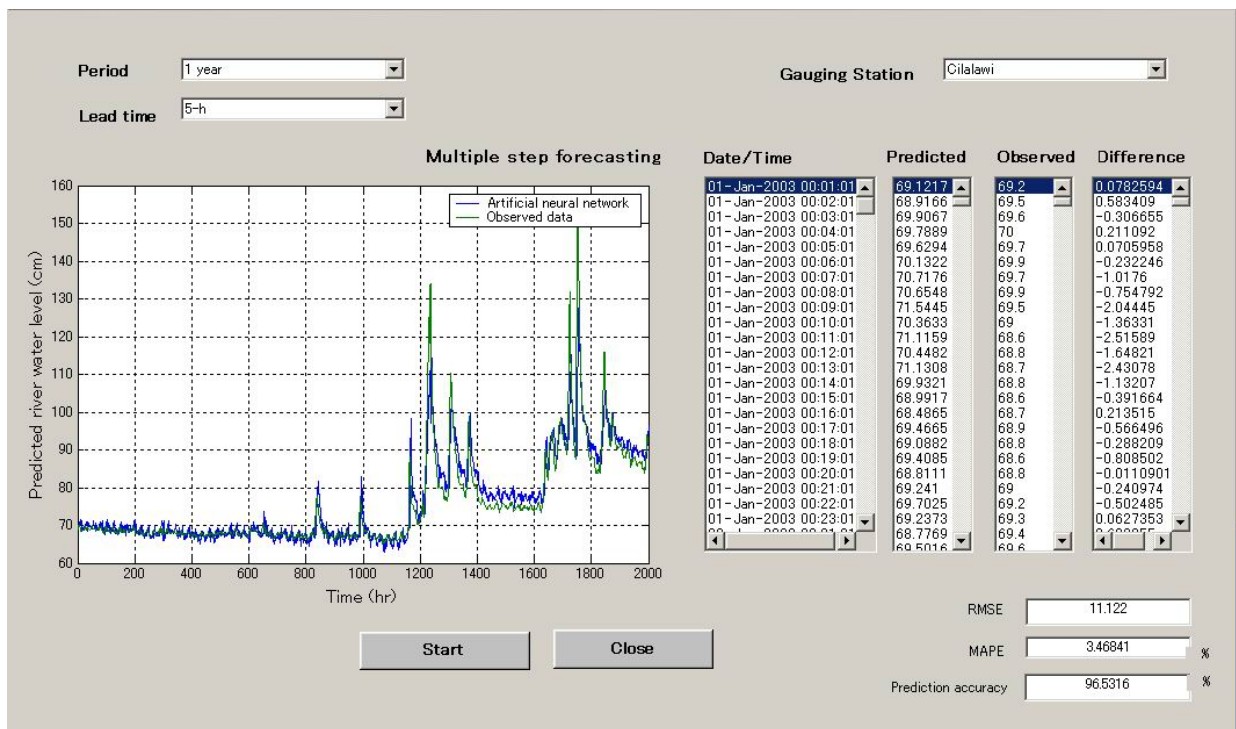 Period
1 year
Gauging Station
Cilalawi
Lead time
5-h
Multiple step forecasting
Date/Time Predicted Observed Difference
01-Jan-2003 00:01:01 69.1217 69.2 0.0782594
01-Jan-2003 00:02:01 68.9166 69.5 0.583409
01-Jan-2003 00:03:01 69.9067 69.6 -0.306655
01-Jan-2003 00:04:01 69.7889 70 0.211092
01-Jan-2003 00:05:01 69.6294 69.7 0.0705958
01-Jan-2003 00:06:01 70.1322 69.9 -0.232246
01-Jan-2003 00:07:01 70.7176 69.7 -1.0176
01-Jan-2003 00:08:01 70.6548 69.9 -0.754792
01-Jan-2003 00:09:01 71.5445 69.5 -2.04445
01-Jan-2003 00:10:01 70.3633 69 -1.36331
01-Jan-2003 00:11:01 71.1159 68.6 -2.51589
01-Jan-2003 00:12:01 70.4482 68.8 -1.64821
01-Jan-2003 00:13:01 71.1308 68.7 -2.43078
01-Jan-2003 00:14:01 69.9321 68.8 -1.13207
01-Jan-2003 00:15:01 68.9917 68.6 -0.391664
01-Jan-2003 00:16:01 68.4865 68.7 0.213515
01-Jan-2003 00:17:01 69.4665 68.9 -0.566496
01-Jan-2003 00:18:01 69.0882 68.8 -0.288209
01-Jan-2003 00:19:01 69.4085 68.6 -0.808502
01-Jan-2003 00:20:01 68.8111 68.8 -0.0110901
01-Jan-2003 00:21:01 69.241 69 -0.240974
01-Jan-2003 00:22:01 69.7025 69.2 -0.502485
01-Jan-2003 00:23:01 69.2373 69.3 0.0627353
68.7769 69.4
69.5016 69.6
Artificial neural network
Observed data
Predicted river water level (cm)
160
150
140
130
120
110
100
90
80
70
60
0 200 400 600 800 1000 1200 1400 1600 1800 2000
Time (hr)
Start
Close
RMSE 11.122
MAPE 3.46841 %
Prediction accuracy 96.5316 %